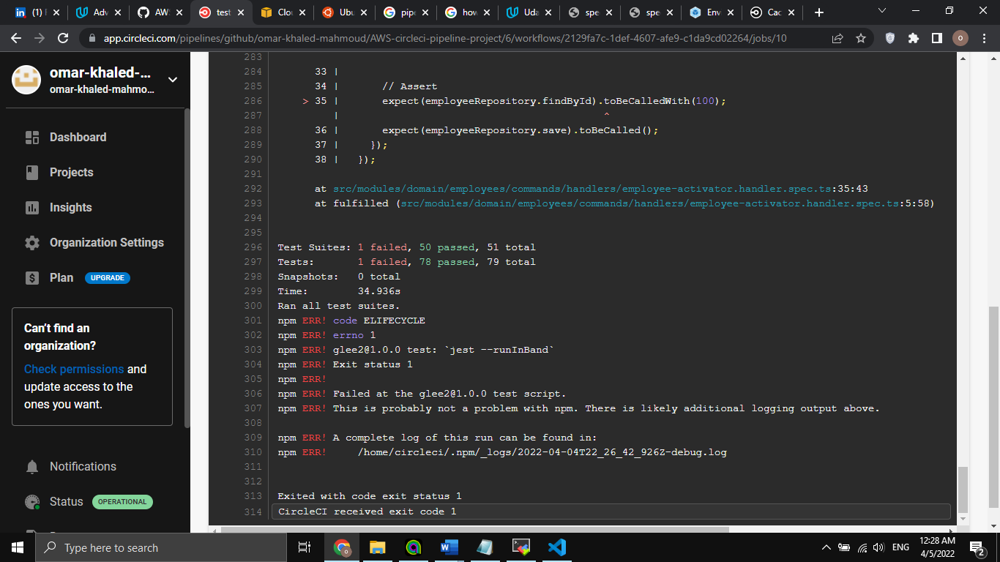 (1) F
Adv
AWS
test
Clou
Ubu
pipe
how
Uda
spe
spe
Env
Cac
app.circleci.com/pipelines/github/omar-khaled-mahmoud/AWS-circleci-pipeline-project/6/workflows/2129fa7c-1def-4607-afe9-c1da9cd02264/jobs/10
o
omar-khaled-...
omar-khaled-mahmo...
Dashboard
Projects
Insights
Organization Settings
Plan UPGRADE
Can't find an
organization?
Check permissions and
update access to the
ones you want.
Notifications
Status OPERATIONAL
283
284 33 |
285 34 | // Assert
286 > 35 | expect(employeeRepository.findById).toBeCalledWith(100);
287 | ^
288 36 | expect(employeeRepository.save).toBeCalled();
289 37 | });
290 38 | });
291
292 at src/modules/domain/employees/commands/handlers/employee-activator.handler.spec.ts:35:43
293 at fulfilled (src/modules/domain/employees/commands/handlers/employee-activator.handler.spec.ts:5:58)
294
295
296 Test Suites: 1 failed, 50 passed, 51 total
297 Tests: 1 failed, 78 passed, 79 total
298 Snapshots: 0 total
299 Time: 34.936s
300 Ran all test suites.
301 npm ERR! code ELIFECYCLE
302 npm ERR! errno 1
303 npm ERR! glee2@1.0.0 test: `jest --runInBand`
304 npm ERR! Exit status 1
305 npm ERR!
306 npm ERR! Failed at the glee2@1.0.0 test script.
307 npm ERR! This is probably not a problem with npm. There is likely additional logging output above.
308
309 npm ERR! A complete log of this run can be found in:
310 npm ERR! /home/circleci/.npm/_logs/2022-04-04T22_26_42_926Z-debug.log
311
312
313 Exited with code exit status 1
314 CircleCI received exit code 1
Type here to search
ENG
12:28 AM
4/5/2022
2